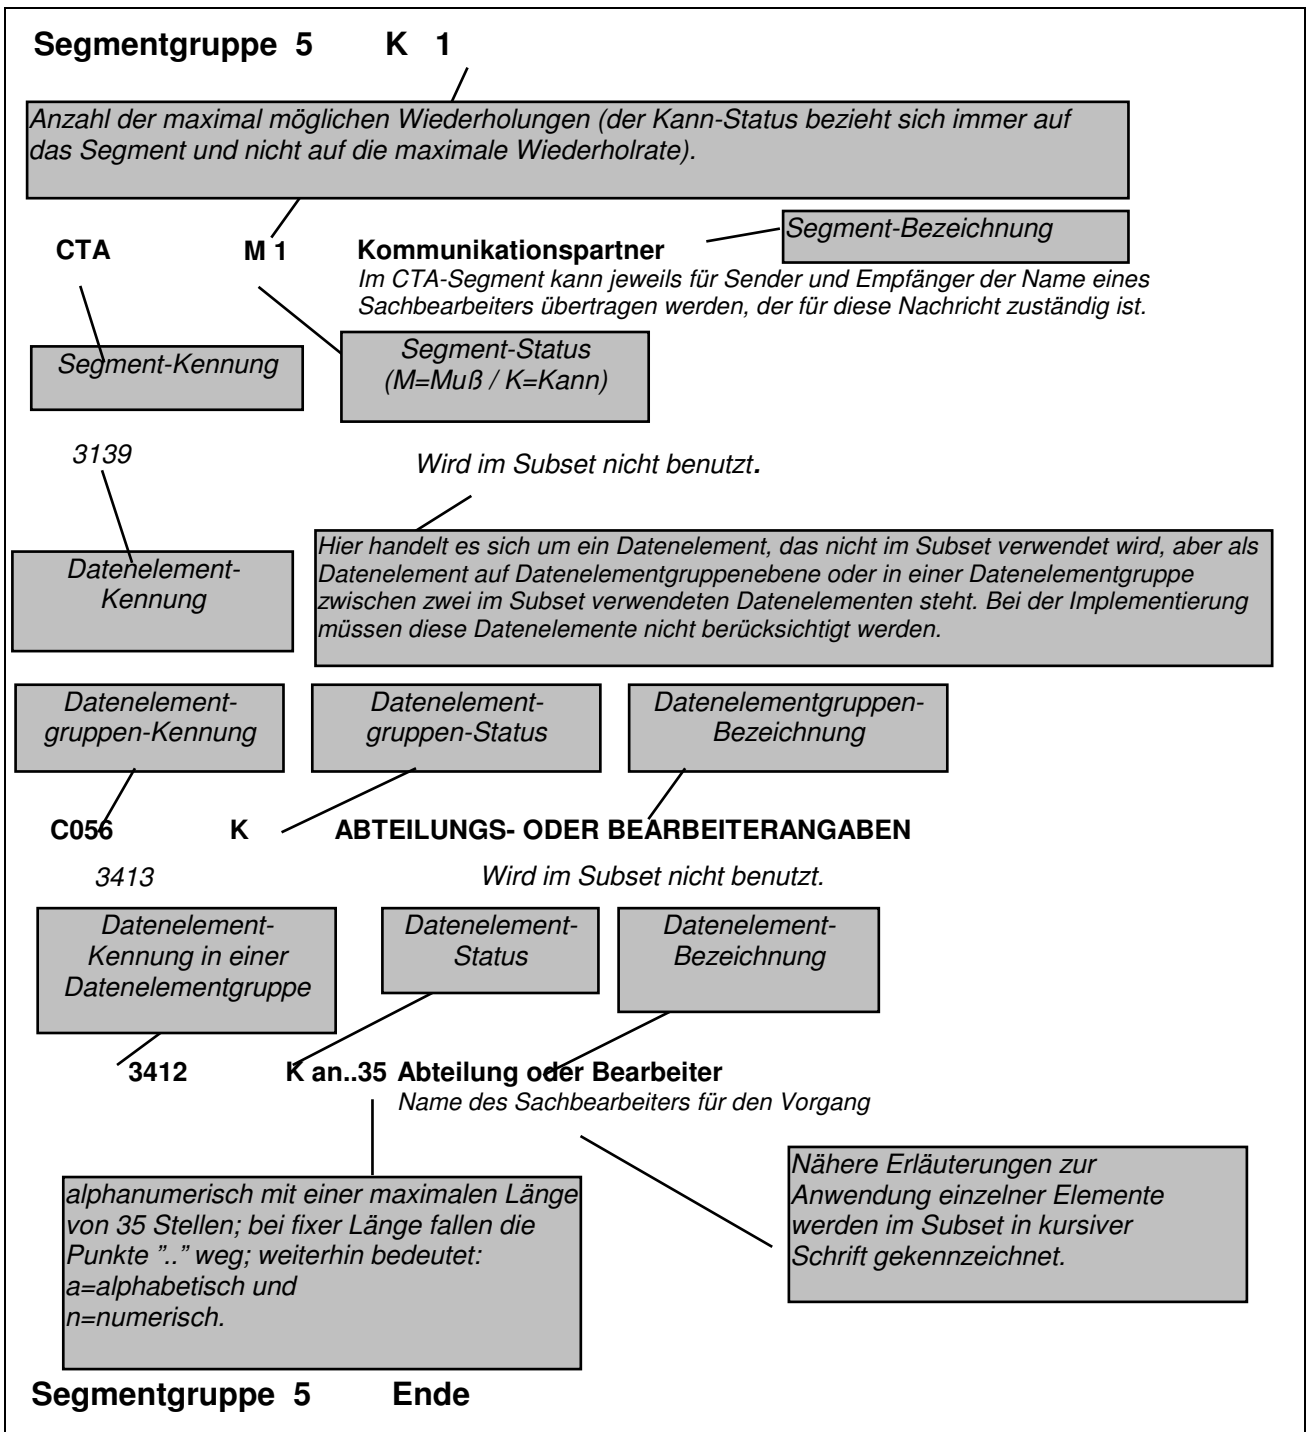 Segmentgruppe 5 K 1
Anzahl der maximal möglichen Wiederholungen (der Kann-Status bezieht sich immer auf
das Segment und nicht auf die maximale Wiederholrate).
Segment-Bezeichnung
CTA M 1 Kommunikationspartner
Im CTA-Segment kann jeweils für Sender und Empfänger der Name eines
Sachbearbeiters übertragen werden, der für diese Nachricht zuständig ist.
Segment-Kennung
Segment-Status
(M=Muß / K=Kann)
3139 Wird im Subset nicht benutzt.
Datenelement-
Kennung
Hier handelt es sich um ein Datenelement, das nicht im Subset verwendet wird, aber als
Datenelement auf Datenelementgruppenebene oder in einer Datenelementgruppe
zwischen zwei im Subset verwendeten Datenelementen steht. Bei der Implementierung
müssen diese Datenelemente nicht berücksichtigt werden.
Datenelement-
gruppen-Kennung
Datenelement-
gruppen-Status
Datenelementgruppen-
Bezeichnung
C056 K ABTEILUNGS- ODER BEARBEITERANGABEN
3413 Wird im Subset nicht benutzt.
Datenelement-
Kennung in einer
Datenelementgruppe
Datenelement-
Status
Datenelement-
Bezeichnung
3412 K an..35 Abteilung oder Bearbeiter
Name des Sachbearbeiters für den Vorgang
alphanumerisch mit einer maximalen Länge
von 35 Stellen; bei fixer Länge fallen die
Punkte ”..” weg; weiterhin bedeutet:
a=alphabetisch und
n=numerisch.
Nähere Erläuterungen zur
Anwendung einzelner Elemente
werden im Subset in kursiver
Schrift gekennzeichnet.
Segmentgruppe 5 Ende